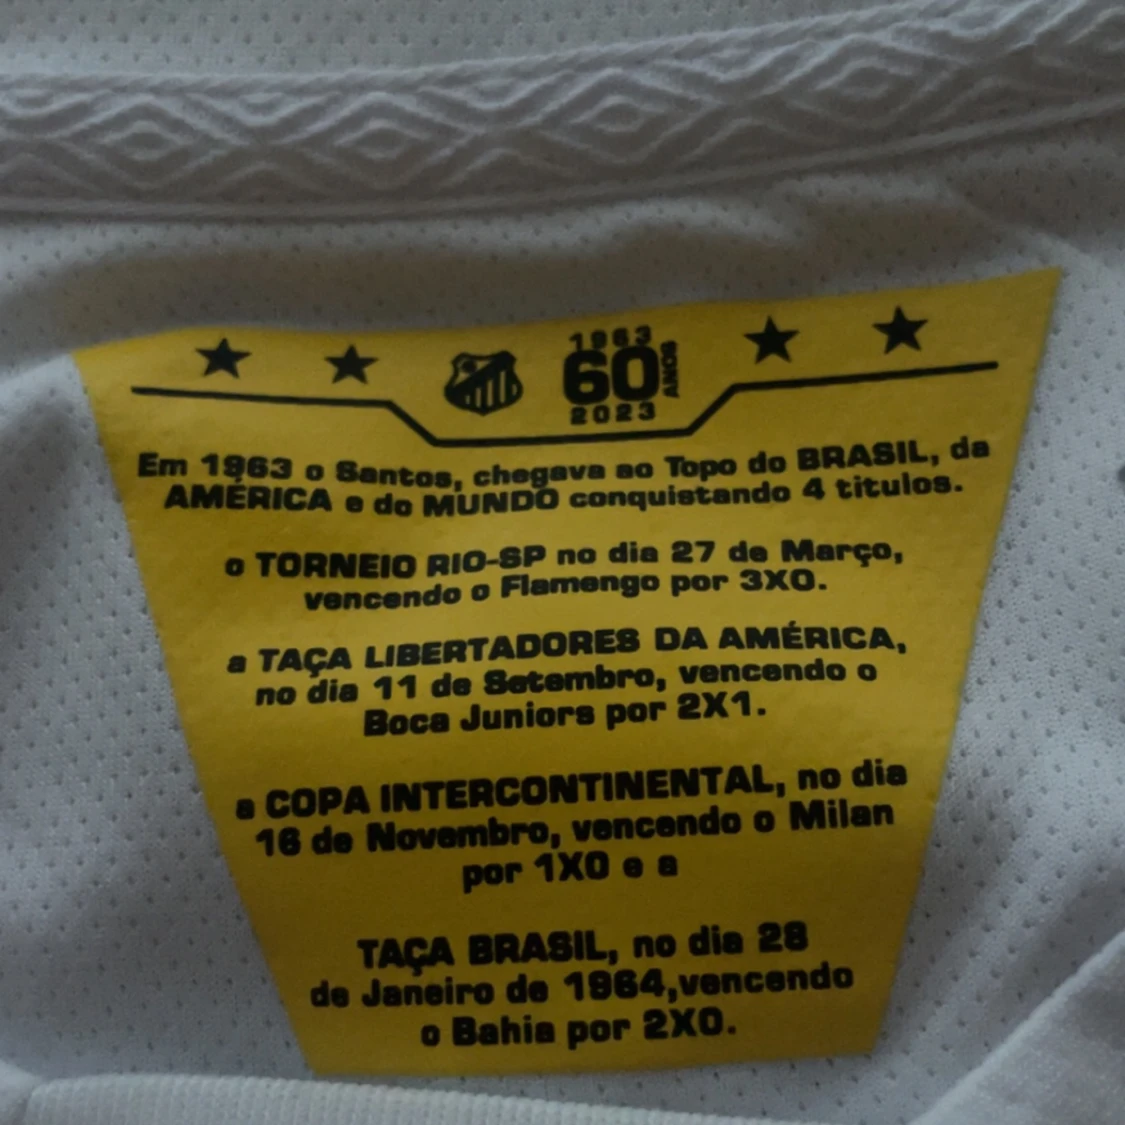 1963
60 ANOS
2023
Em 1963 o Santos, chegava ao Topo do BRASIL, da
AMÉRICA e do MUNDO conquistando 4 titulos.
o TORNEIO RIO-SP no dia 27 de Março,
vencendo o Flamengo por 3X0.
a TAÇA LIBERTADORES DA AMÉRICA,
no dia 11 de Setembro, vencendo o
Boca Juniors por 2X1.
a COPA INTERCONTINENTAL, no dia
16 de Novembro, vencendo o Milan
por 1X0 e a
TAÇA BRASIL, no dia 28
de Janeiro de 1964,vencendo
o Bahia por 2X0.